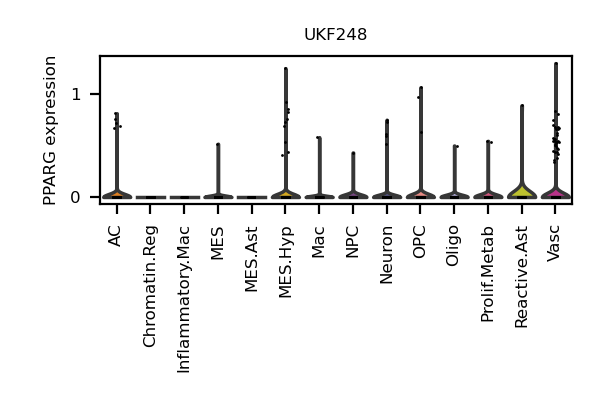 UKF248
PPARG expression
1
0
AC
Chromatin.Reg
Inflammatory.Mac
MES
MES.Ast
MES.Hyp
Mac
NPC
Neuron
OPC
Oligo
Prolif.Metab
Reactive.Ast
Vasc